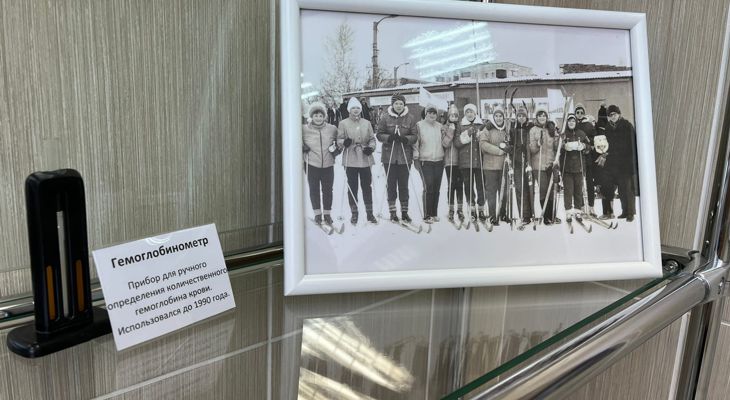 Гемоглобинометр
Прибор для ручного
определения количественного
гемоглобина крови.
Использовался до 1990 года.